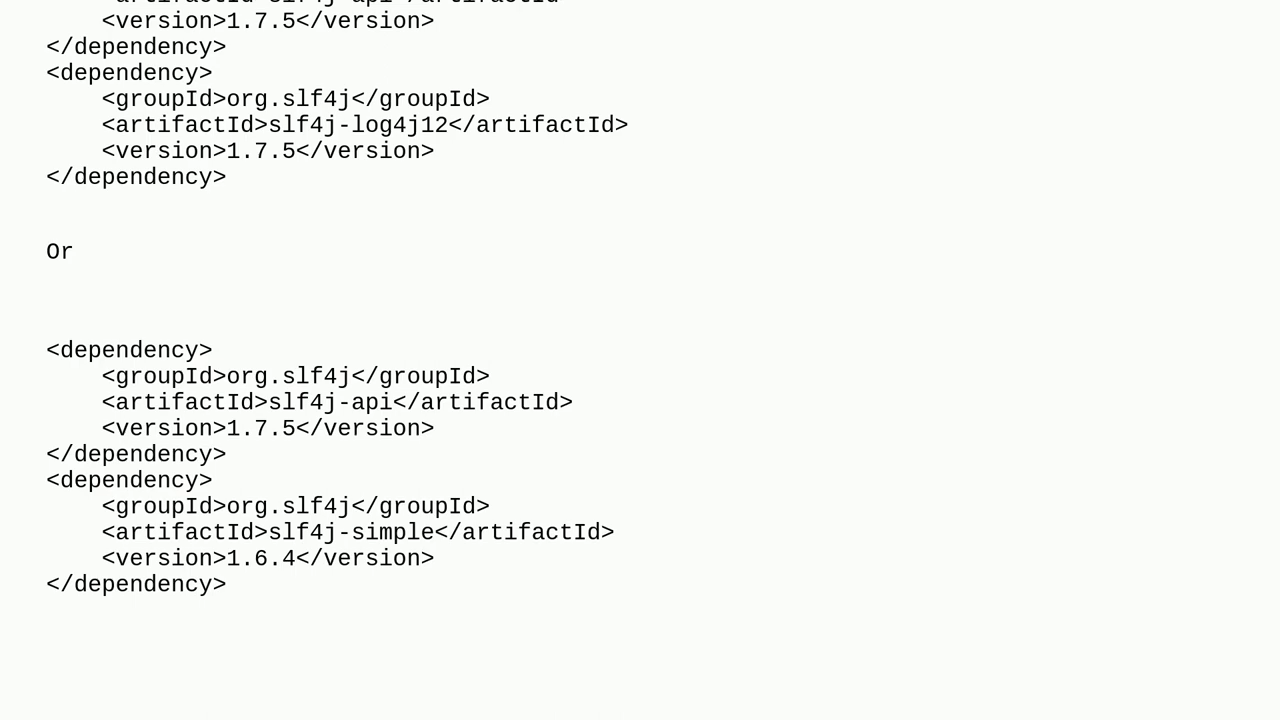 <version>1.7.5</version>
</dependency>
<dependency>
<groupId>org.slf4j</groupId>
<artifactId>slf4j-log4j12</artifactId>
<version>1.7.5</version>
</dependency>
Or
<dependency>
<groupId>org.slf4j</groupId>
<artifactId>slf4j-api</artifactId>
<version>1.7.5</version>
</dependency>
<dependency>
<groupId>org.slf4j</groupId>
<artifactId>slf4j-simple</artifactId>
<version>1.6.4</version>
</dependency>